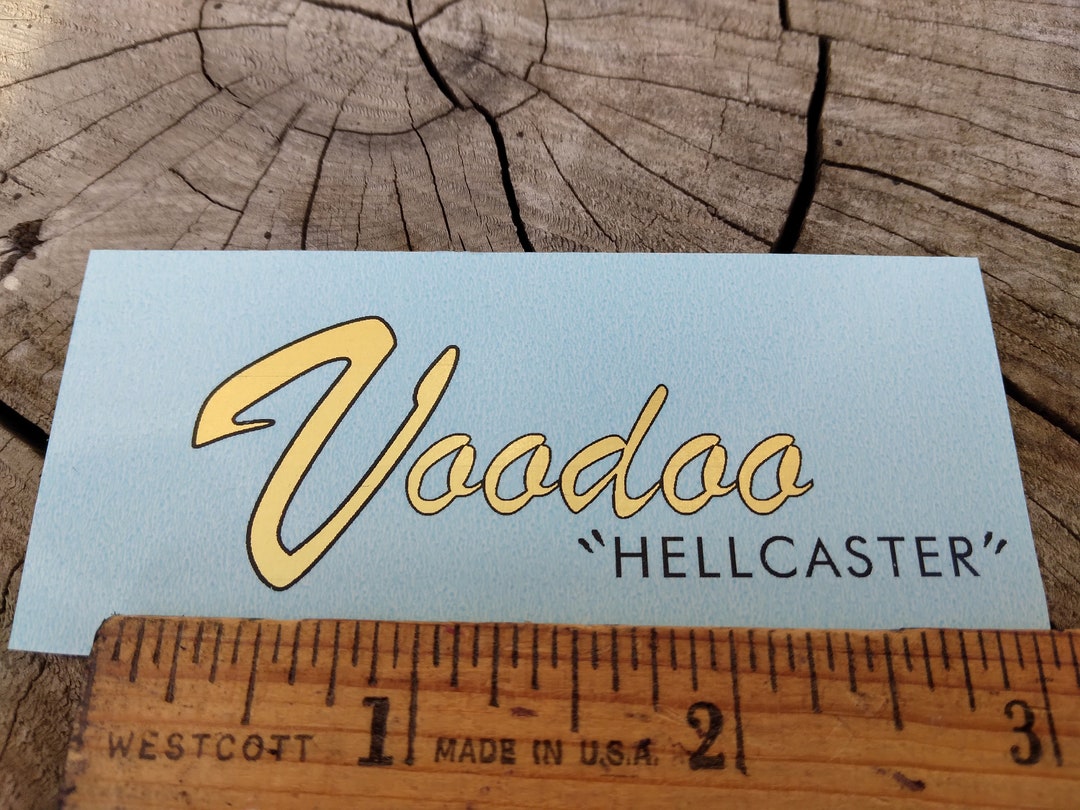 Voodoo
"HELLCASTER"
1 2 3
WESTCOTT MADE IN U.S.A.